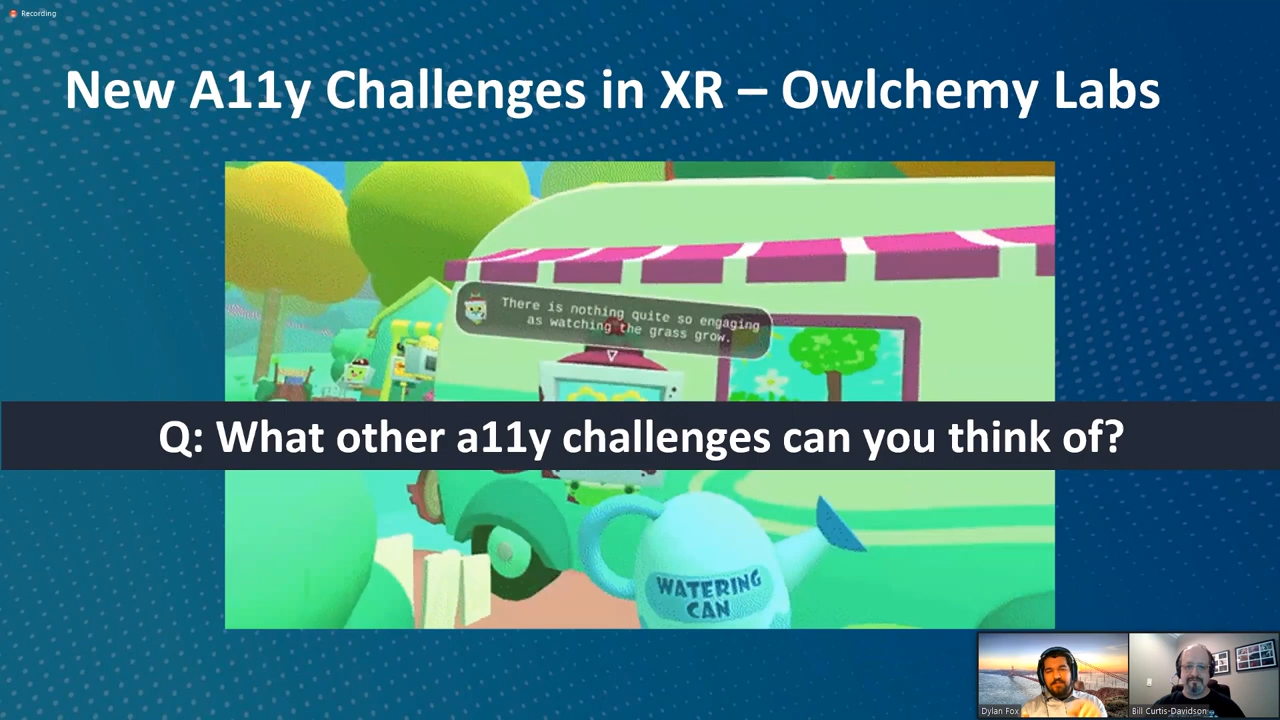 Recording
New A11y Challenges in XR – Owlchemy Labs
There is nothing quite so engaging
as watching the grass grow.
Q: What other a11y challenges can you think of?
WATERING
CAN
Dylan Fox
Bill Curtis-Davidson